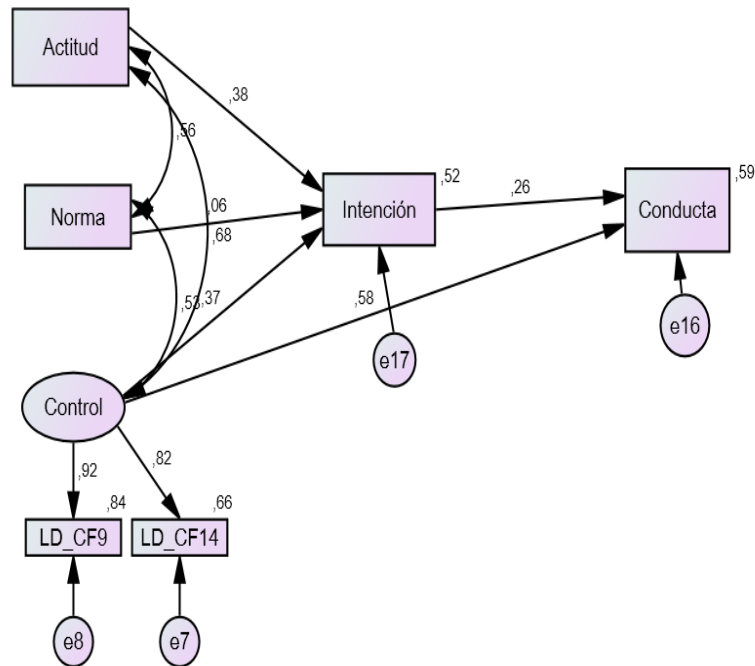 Actitud
,38
,56
Norma
,06
,68
Intención
,52
,26
Conducta
,59
,53
,37
,58
e17
e16
Control
,92
,82
LD_CF9
,84
LD_CF14
,66
e8
e7